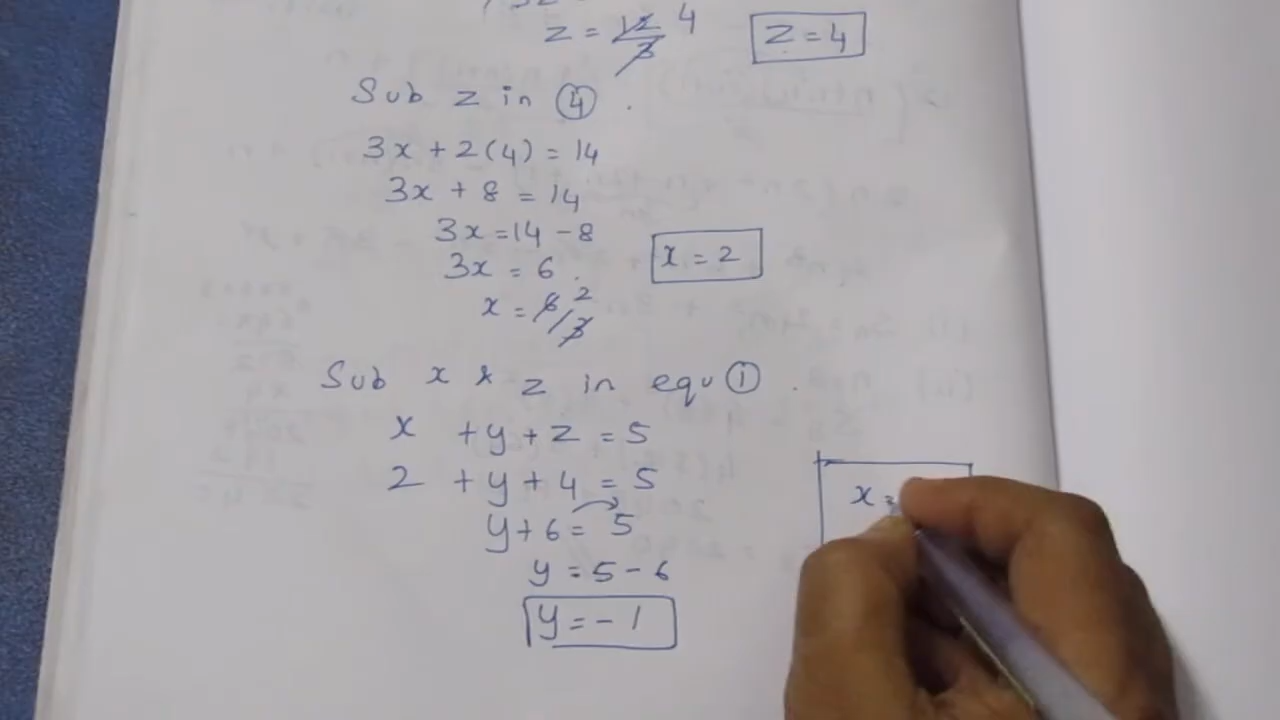 z = 12/3 4 z = 4
Sub z in ④ .
3x + 2(4) = 14
3x + 8 = 14
3x = 14 - 8
3x = 6 . x = 2
x = 6/3 2
Sub x & z in equ ① .
x + y + z = 5
2 + y + 4 = 5
y + 6 = 5
y = 5 - 6
y = - 1
x =